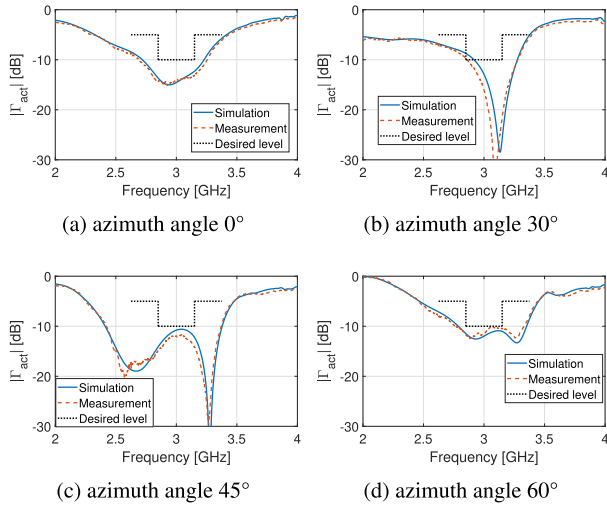 0
-10
-20
-30
|Γact| [dB]
Simulation
Measurement
Desired level
2 2.5 3 3.5 4
Frequency [GHz]
(a) azimuth angle 0°
0
-10
-20
-30
|Γact| [dB]
Simulation
Measurement
Desired level
2 2.5 3 3.5 4
Frequency [GHz]
(b) azimuth angle 30°
0
-10
-20
-30
|Γact| [dB]
Simulation
Measurement
Desired level
2 2.5 3 3.5 4
Frequency [GHz]
(c) azimuth angle 45°
0
-10
-20
-30
|Γact| [dB]
Simulation
Measurement
Desired level
2 2.5 3 3.5 4
Frequency [GHz]
(d) azimuth angle 60°